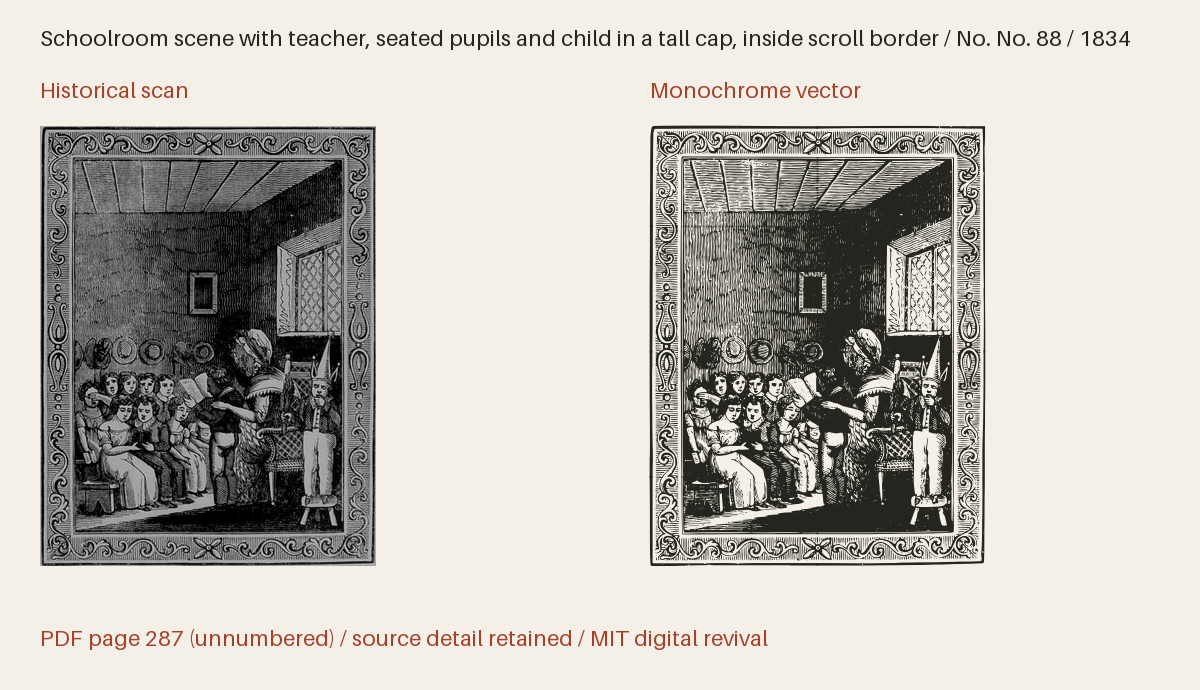 Schoolroom scene with teacher, seated pupils and child in a tall cap, inside scroll border / No. No. 88 / 1834
Historical scan
Monochrome vector
PDF page 287 (unnumbered) / source detail retained / MIT digital revival